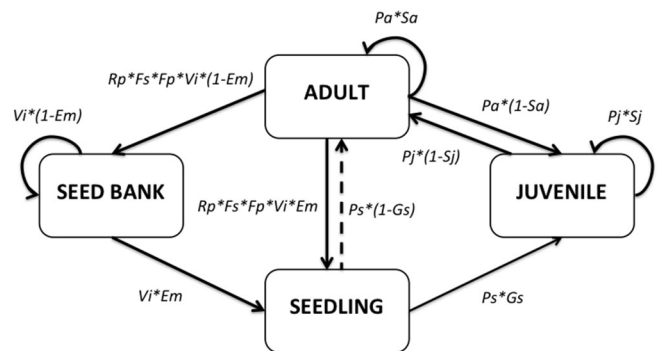 Pa*Sa
Rp*Fs*Fp*Vi*(1-Em)
ADULT
Vi*(1-Em)
Pa*(1-Sa)
Pj*Sj
Pj*(1-Sj)
SEED BANK
Rp*Fs*Fp*Vi*Em
Ps*(1-Gs)
JUVENILE
Vi*Em
SEEDLING
Ps*Gs